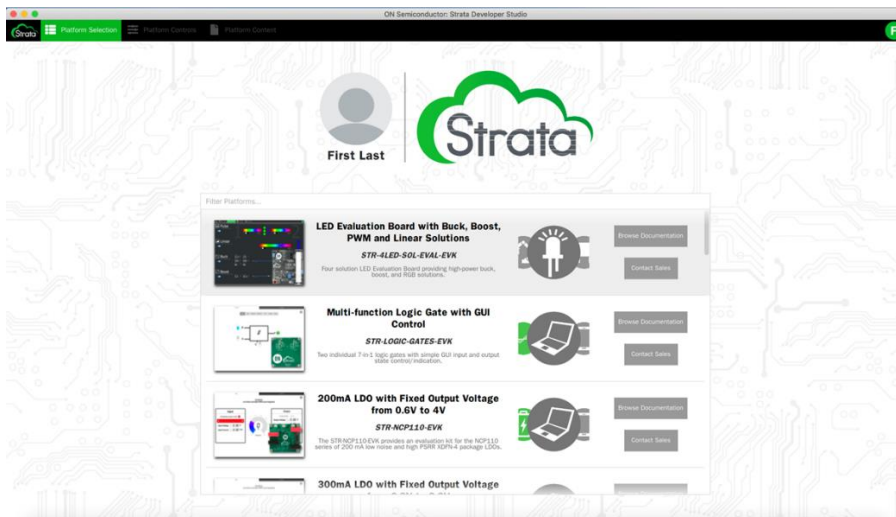 ON Semiconductor: Strata Developer Studio
Strata
Platform Selection
Platform Controls
Platform Content
F
First Last
Strata
Filter Platforms...
LED Evaluation Board with Buck, Boost,
PWM and Linear Solutions
STR-4LED-SOL-EVAL-EVK
Four solution LED Evaluation Board providing high-power buck,
boost, and RGB solutions.
Browse Documentation
Contact Sales
Multi-function Logic Gate with GUI
Control
STR-LOGIC-GATES-EVK
Two individual 7-in-1 logic gates with simple GUI input and output
state control/indication.
Browse Documentation
Contact Sales
200mA LDO with Fixed Output Voltage
from 0.6V to 4V
STR-NCP110-EVK
The STR-NCP110-EVK provides an evaluation kit for the NCP110
series of 200 mA low noise and high PSRR XDFN-4 package LDOs.
Browse Documentation
Contact Sales
300mA LDO with Fixed Output Voltage